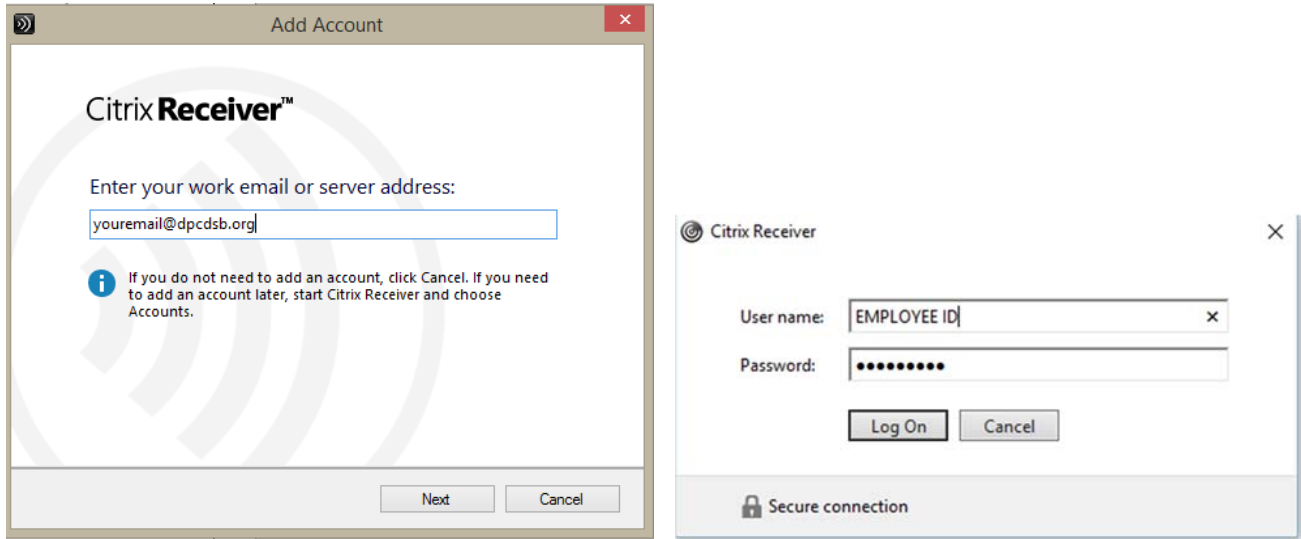 Add Account
Citrix Receiver™
Enter your work email or server address:
youremail@dpcdsb.org
If you do not need to add an account, click Cancel. If you need
to add an account later, start Citrix Receiver and choose
Accounts.
Next Cancel
Citrix Receiver
User name: EMPLOYEE ID
Password: •••••••••
Log On Cancel
Secure connection